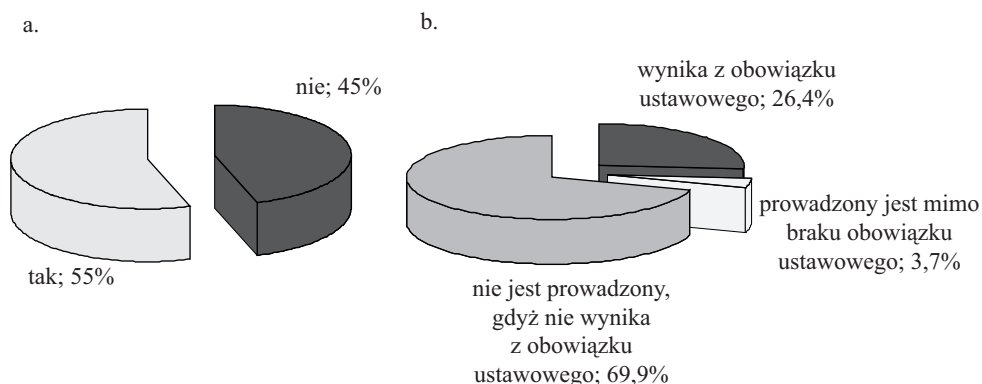 a.
nie; 45%
tak; 55%
b.
wynika z obowiązku
ustawowego; 26,4%
prowadzony jest mimo
braku obowiązku
ustawowego; 3,7%
nie jest prowadzony,
gdyż nie wynika
z obowiązku
ustawowego; 69,9%